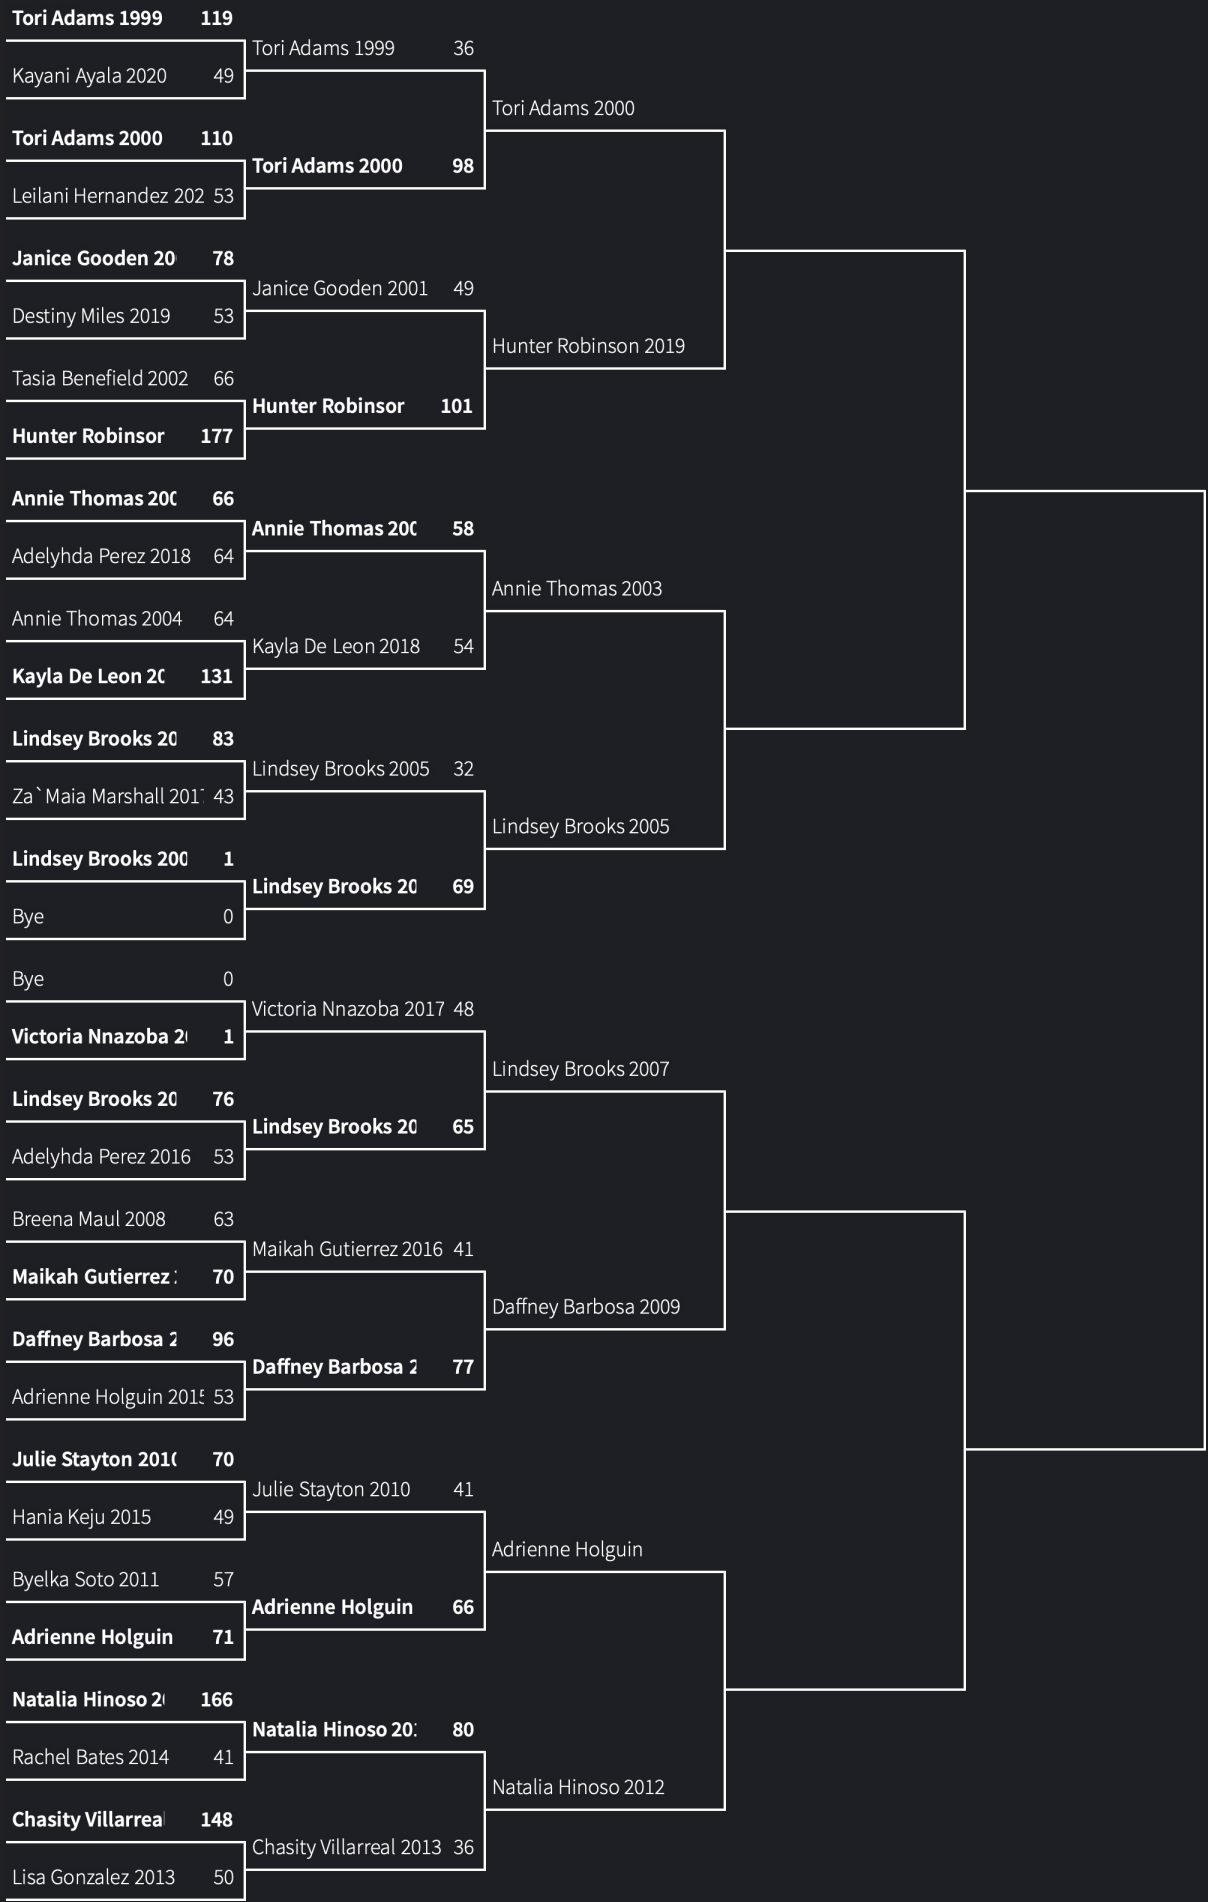 Tori Adams 1999 119
Kayani Ayala 2020 49
Tori Adams 2000 110
Leilani Hernandez 202 53
Janice Gooden 20 78
Destiny Miles 2019 53
Tasia Benefield 2002 66
Hunter Robinsor 177
Annie Thomas 200 66
Adelyhda Perez 2018 64
Annie Thomas 2004 64
Kayla De Leon 20 131
Lindsey Brooks 20 83
Za`Maia Marshall 2017 43
Lindsey Brooks 200 1
Bye 0
Bye 0
Victoria Nnazoba 20 1
Lindsey Brooks 20 76
Adelyhda Perez 2016 53
Breena Maul 2008 63
Maikah Gutierrez 70
Daffney Barbosa 2 96
Adrienne Holguin 2015 53
Julie Stayton 2010 70
Hania Keju 2015 49
Byelka Soto 2011 57
Adrienne Holguin 71
Natalia Hinoso 20 166
Rachel Bates 2014 41
Chasity Villarreal 148
Lisa Gonzalez 2013 50
Tori Adams 1999 36
Tori Adams 2000 98
Janice Gooden 2001 49
Hunter Robinsor 101
Annie Thomas 200 58
Kayla De Leon 2018 54
Lindsey Brooks 2005 32
Lindsey Brooks 20 69
Victoria Nnazoba 2017 48
Lindsey Brooks 20 65
Maikah Gutierrez 2016 41
Daffney Barbosa 2 77
Julie Stayton 2010 41
Adrienne Holguin 66
Natalia Hinoso 201 80
Chasity Villarreal 2013 36
Tori Adams 2000
Hunter Robinson 2019
Annie Thomas 2003
Lindsey Brooks 2005
Lindsey Brooks 2007
Daffney Barbosa 2009
Adrienne Holguin
Natalia Hinoso 2012